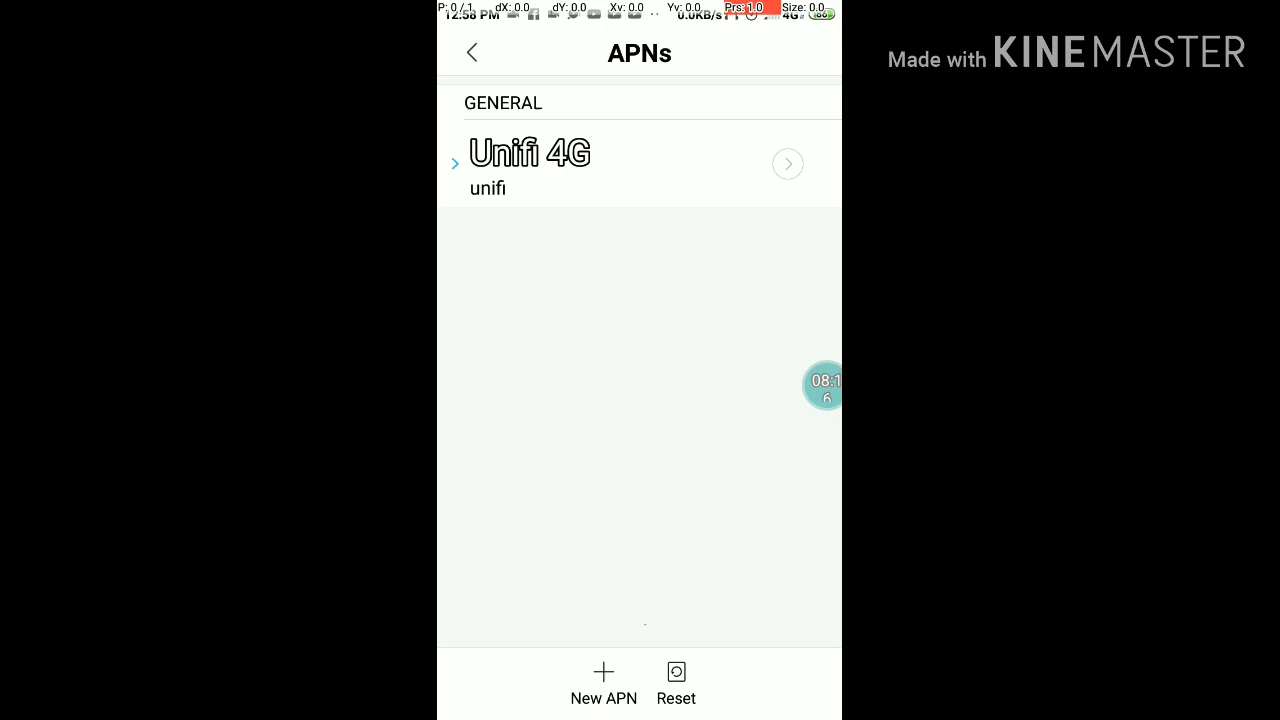 P: 0 / 1 dX: 0.0 dY: 0.0 Xv: 0.0 Yv: 0.0 Prs: 1.0 Size: 0.0
12:58 PM 0.0KB/s 4G 86
APNs
Made with KINEMASTER
GENERAL
Unifi 4G
unifi
08:1
6
New APN Reset